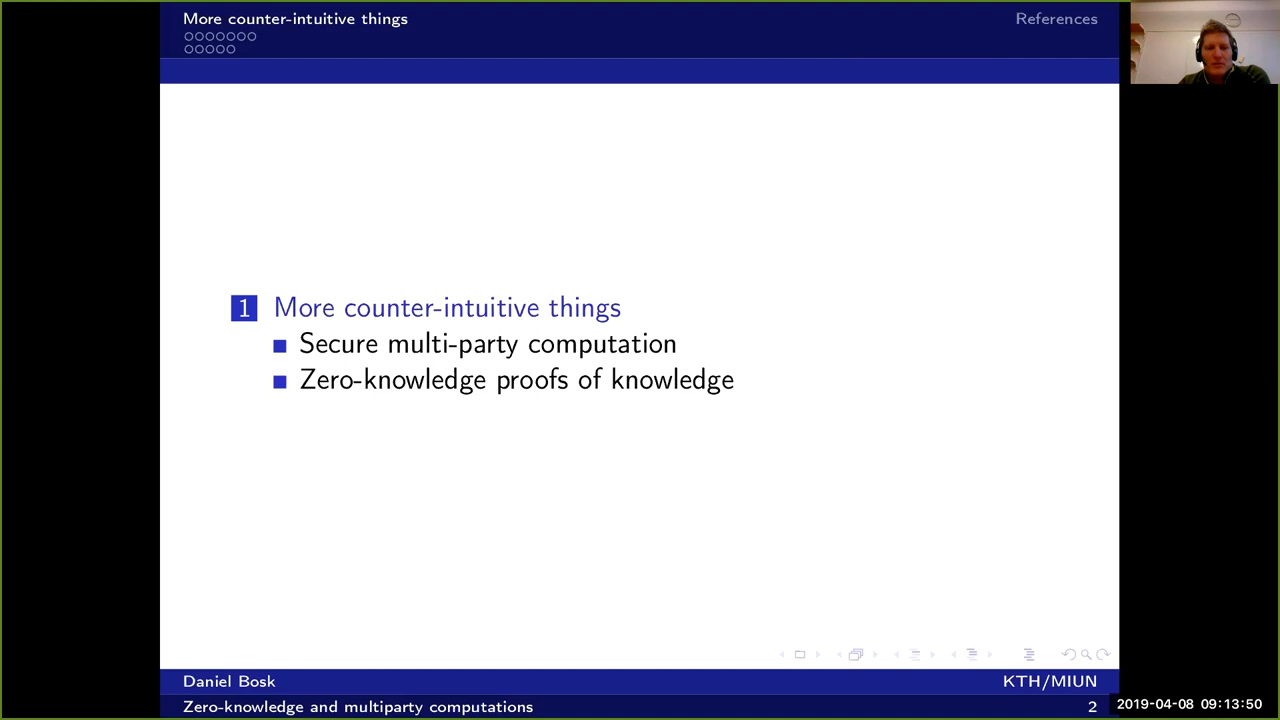 More counter-intuitive things
References
1 More counter-intuitive things
Secure multi-party computation
Zero-knowledge proofs of knowledge
Daniel Bosk
KTH/MIUN
Zero-knowledge and multiparty computations
2
2019-04-08 09:13:50